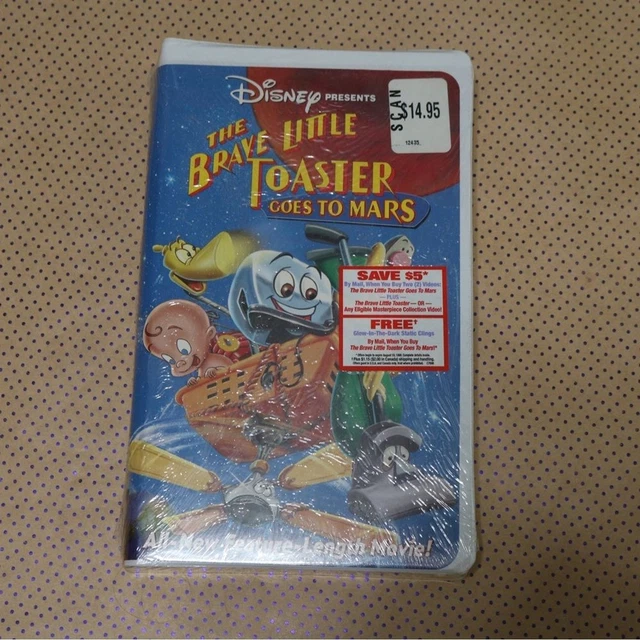 DISNEY PRESENTS
THE
BRAVE LITTLE
TOASTER
GOES TO MARS
SCAN
$14.95
12435
SAVE $5*
By Mail, When You Buy Two (2) Videos:
The Brave Little Toaster Goes To Mars
— PLUS —
The Brave Little Toaster — OR —
Any Eligible Masterpiece Collection Video!
FREE†
Glow-In-The-Dark Static Clings
By Mail, When You Buy
The Brave Little Toaster Goes To Mars!*
All-New Feature-Length Movie!